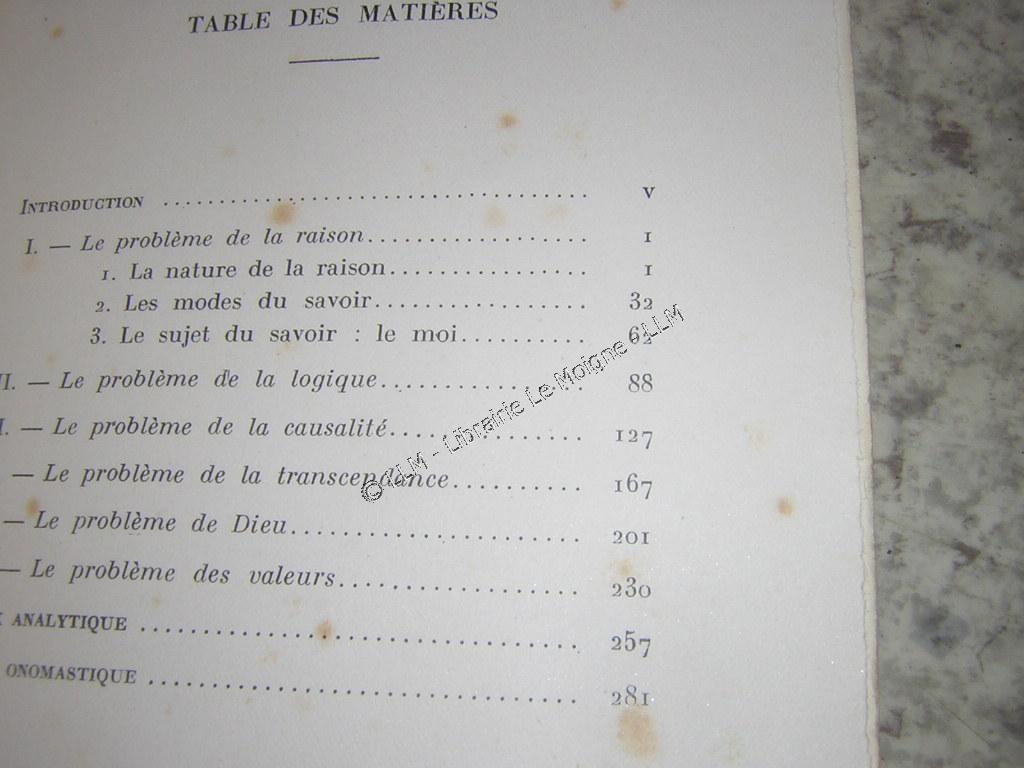 TABLE DES MATIÈRES
INTRODUCTION ........................................ V
I. — Le problème de la raison................... 1
1. La nature de la raison................. 1
2. Les modes du savoir................... 32
3. Le sujet du savoir : le moi.......... 62
II. — Le problème de la logique................. 88
I. — Le problème de la causalité................ 127
— Le problème de la transcendance........... 167
— Le problème de Dieu........................ 201
— Le problème des valeurs.................... 230
ANALYTIQUE ..................................... 257
ONOMASTIQUE ..................................... 281
© LLM - Librairie Le Moigne - LLM